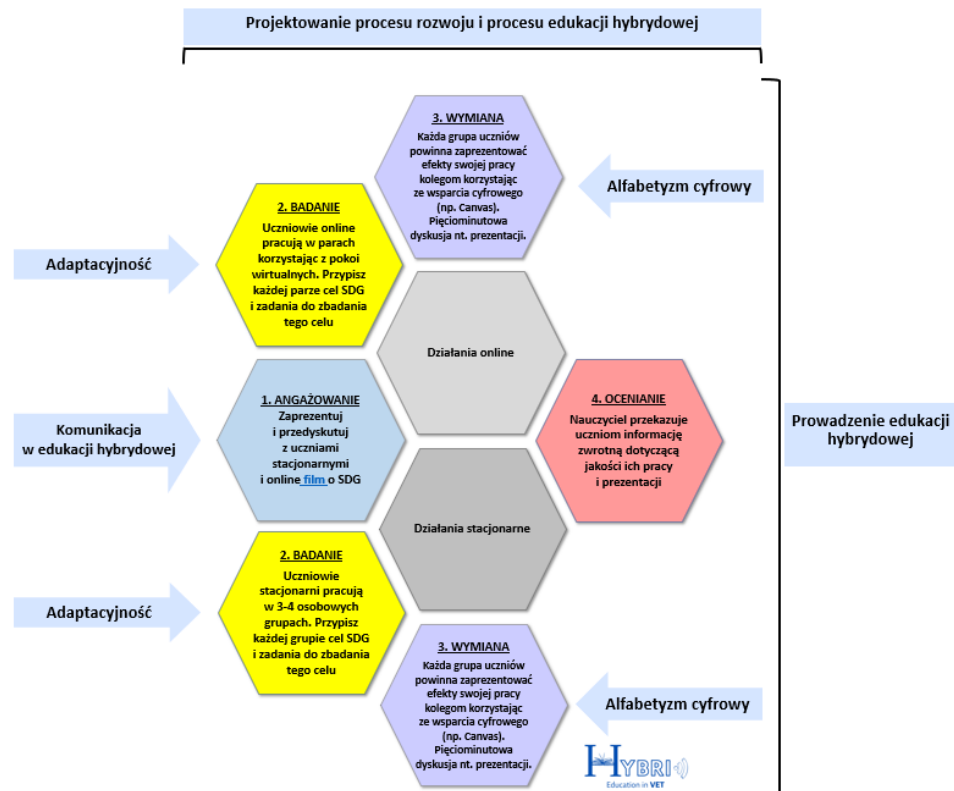 Projektowanie procesu rozwoju i procesu edukacji hybrydowej
3. WYMIANA
Każda grupa uczniów
powinna zaprezentować
efekty swojej pracy
kolegom korzystając
ze wsparcia cyfrowego
(np. Canvas).
Pięciominutowa
dyskusja nt. prezentacji.
Alfabetyzm cyfrowy
2. BADANIE
Uczniowie online
pracują w parach
korzystając z pokoi
wirtualnych. Przypisz
każdej parze cel SDG
i zadania do zbadania
tego celu
Adaptacyjność
Działania online
1. ANGAŻOWANIE
Zaprezentuj
i przedyskutuj
z uczniami
stacjonarnymi
i online film o SDG
Komunikacja
w edukacji hybrydowej
4. OCENIANIE
Nauczyciel przekazuje
uczniom informację
zwrotną dotyczącą
jakości ich pracy
i prezentacji
Prowadzenie edukacji
hybrydowej
Działania stacjonarne
2. BADANIE
Uczniowie
stacjonarni pracują
w 3-4 osobowych
grupach. Przypisz
każdej grupie cel SDG
i zadania do zbadania
tego celu
Adaptacyjność
3. WYMIANA
Każda grupa uczniów
powinna zaprezentować
efekty swojej pracy
kolegom korzystając
ze wsparcia cyfrowego
(np. Canvas).
Pięciominutowa
dyskusja nt. prezentacji.
Alfabetyzm cyfrowy
HYBRI
Education in VET